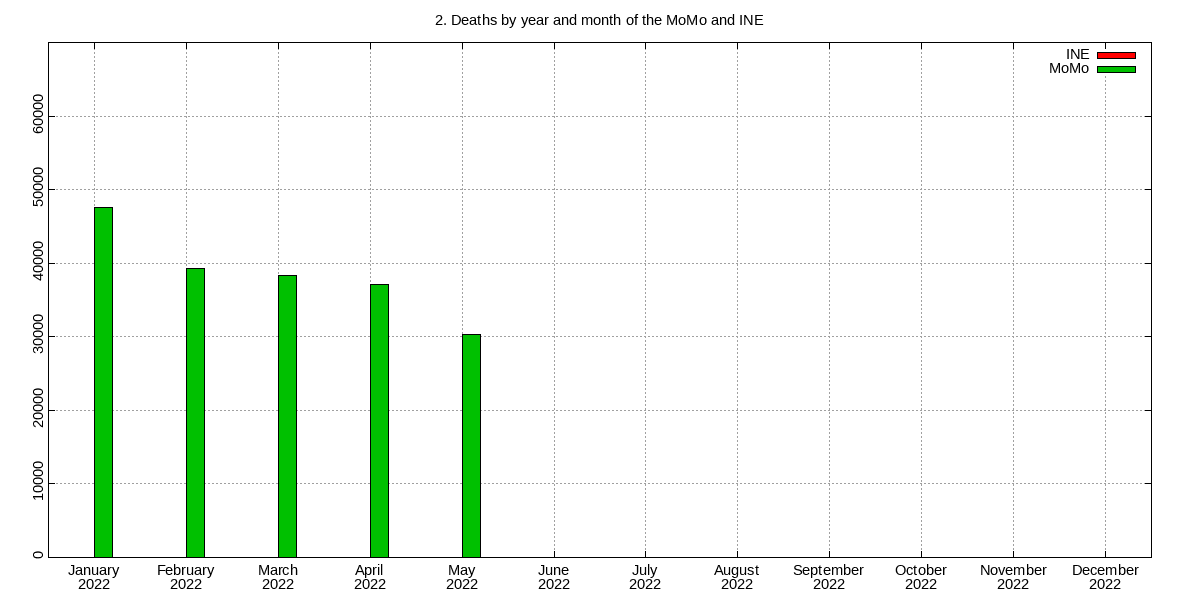 2. Deaths by year and month of the MoMo and INE
INE
MoMo
60000
50000
40000
30000
20000
10000
0
January February March April May June July August September October November December
2022 2022 2022 2022 2022 2022 2022 2022 2022 2022 2022 2022